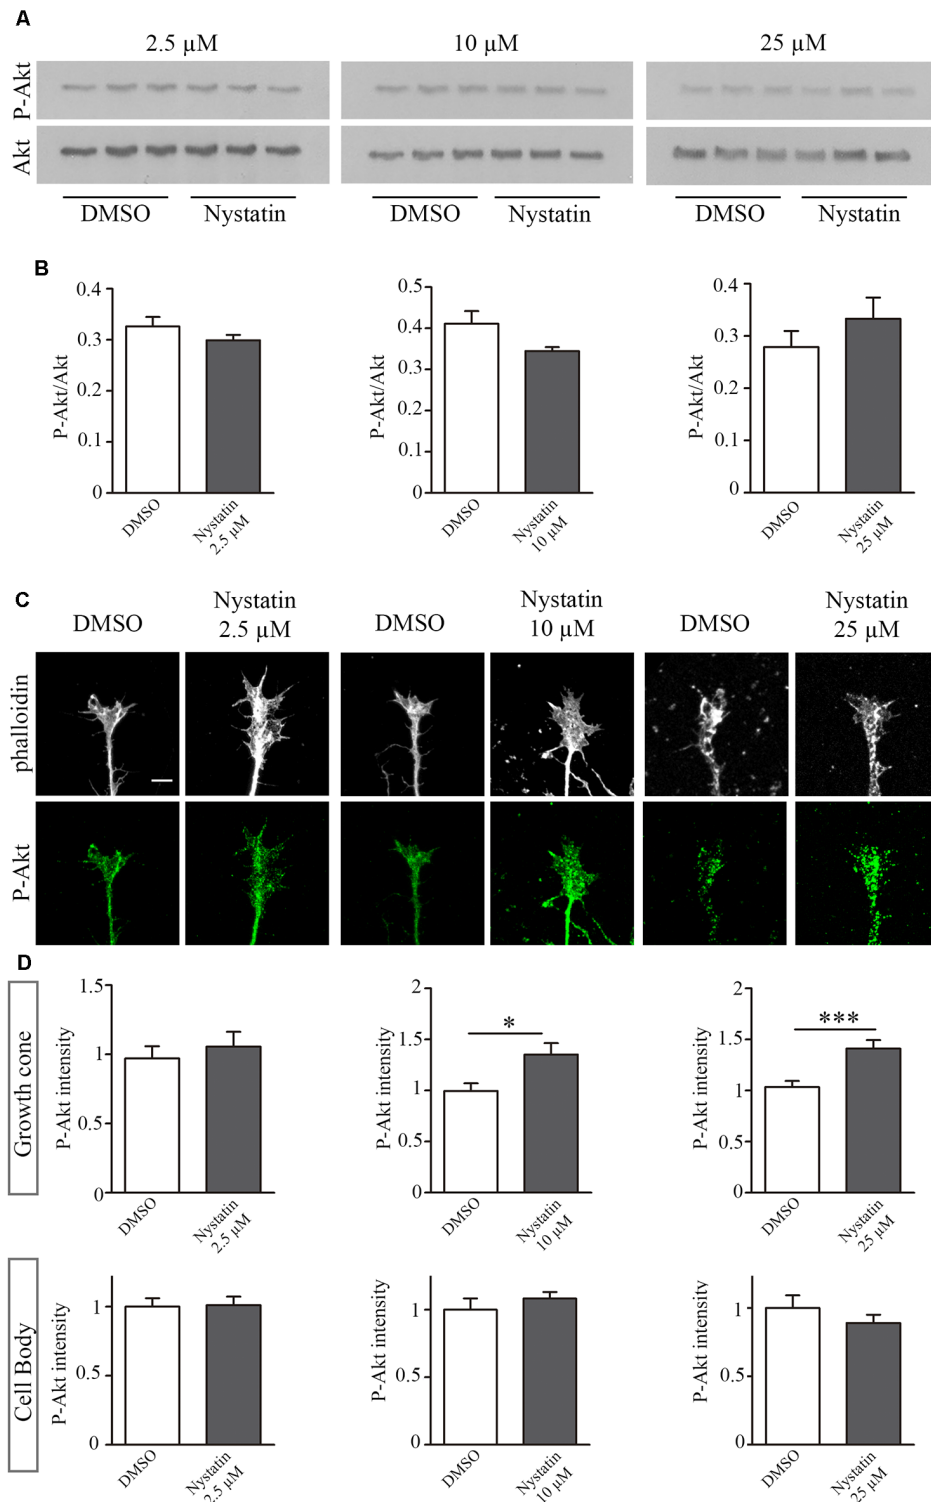 A
2.5 µM 10 µM 25 µM
P-Akt
Akt
DMSO Nystatin DMSO Nystatin DMSO Nystatin
B
P-Akt/Akt
0.4
0.3
0.2
0.1
0
DMSO
Nystatin
2.5 µM
P-Akt/Akt
0.5
0.4
0.3
0.2
0.1
0
DMSO
Nystatin
10 µM
P-Akt/Akt
0.4
0.3
0.2
0.1
0
DMSO
Nystatin
25 µM
C
DMSO
Nystatin
2.5 µM
DMSO
Nystatin
10 µM
DMSO
Nystatin
25 µM
phalloidin
P-Akt
D
Growth cone
P-Akt intensity
1.5
1
0.5
0
DMSO
Nystatin
2.5 µM
P-Akt intensity
2
1.5
1
0.5
0
*
DMSO
Nystatin
10 µM
P-Akt intensity
2
1.5
1
0.5
0
***
DMSO
Nystatin
25 µM
Cell Body
P-Akt intensity
1
0.5
0
DMSO
Nystatin
2.5 µM
P-Akt intensity
1
0.5
0
DMSO
Nystatin
10 µM
P-Akt intensity
1
0.5
0
DMSO
Nystatin
25 µM